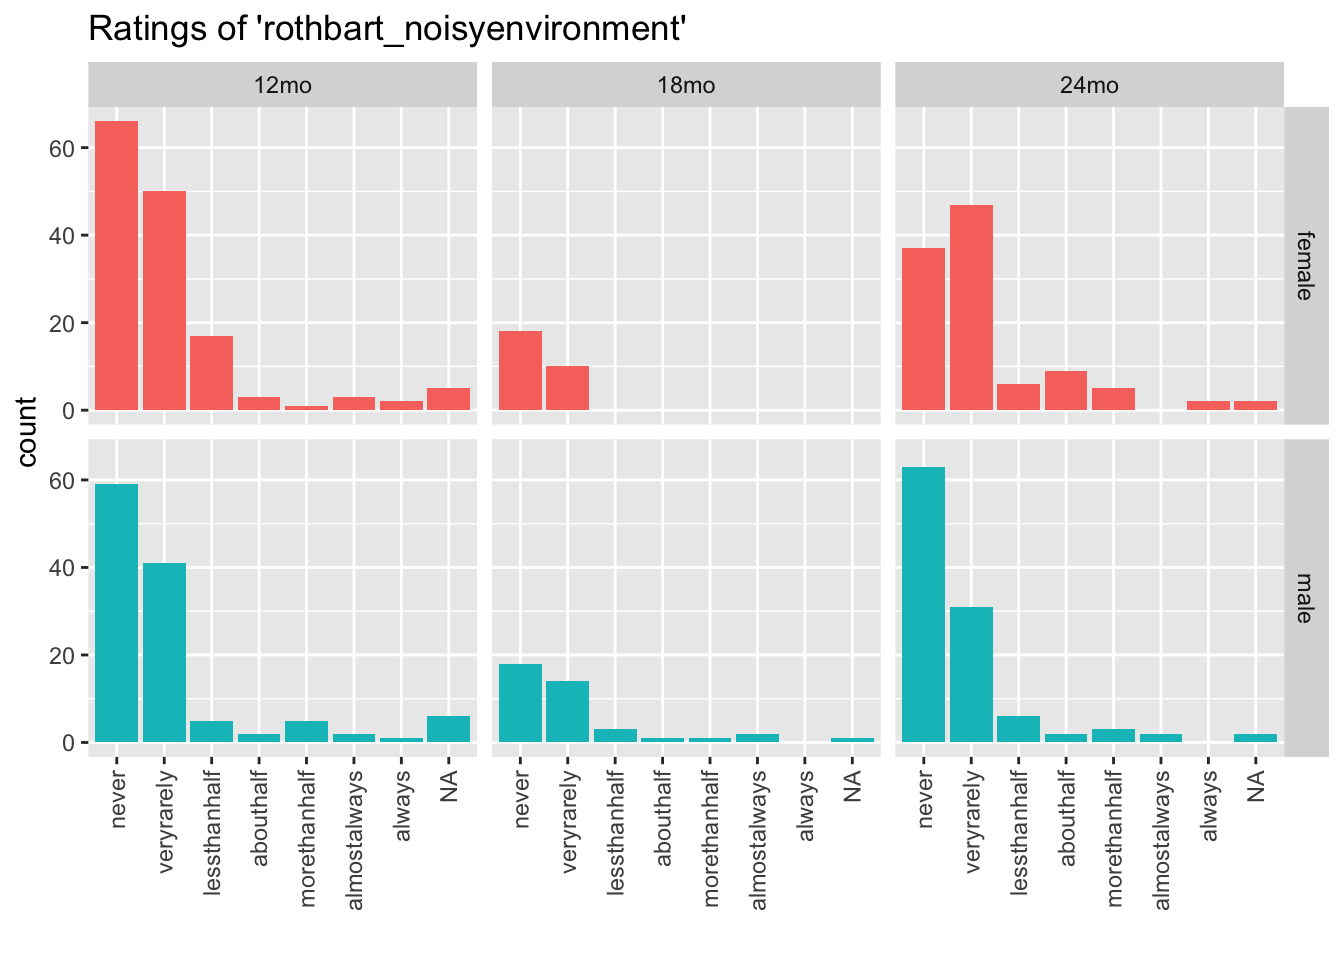 Ratings of 'rothbart_noisyenvironment'
12mo 18mo 24mo
count
60
40
20
0
female
60
40
20
0
male
never veryrarely lessthanhalf abouthalf morethanhalf almostalways always NA never veryrarely lessthanhalf abouthalf morethanhalf almostalways always NA never veryrarely lessthanhalf abouthalf morethanhalf almostalways always NA